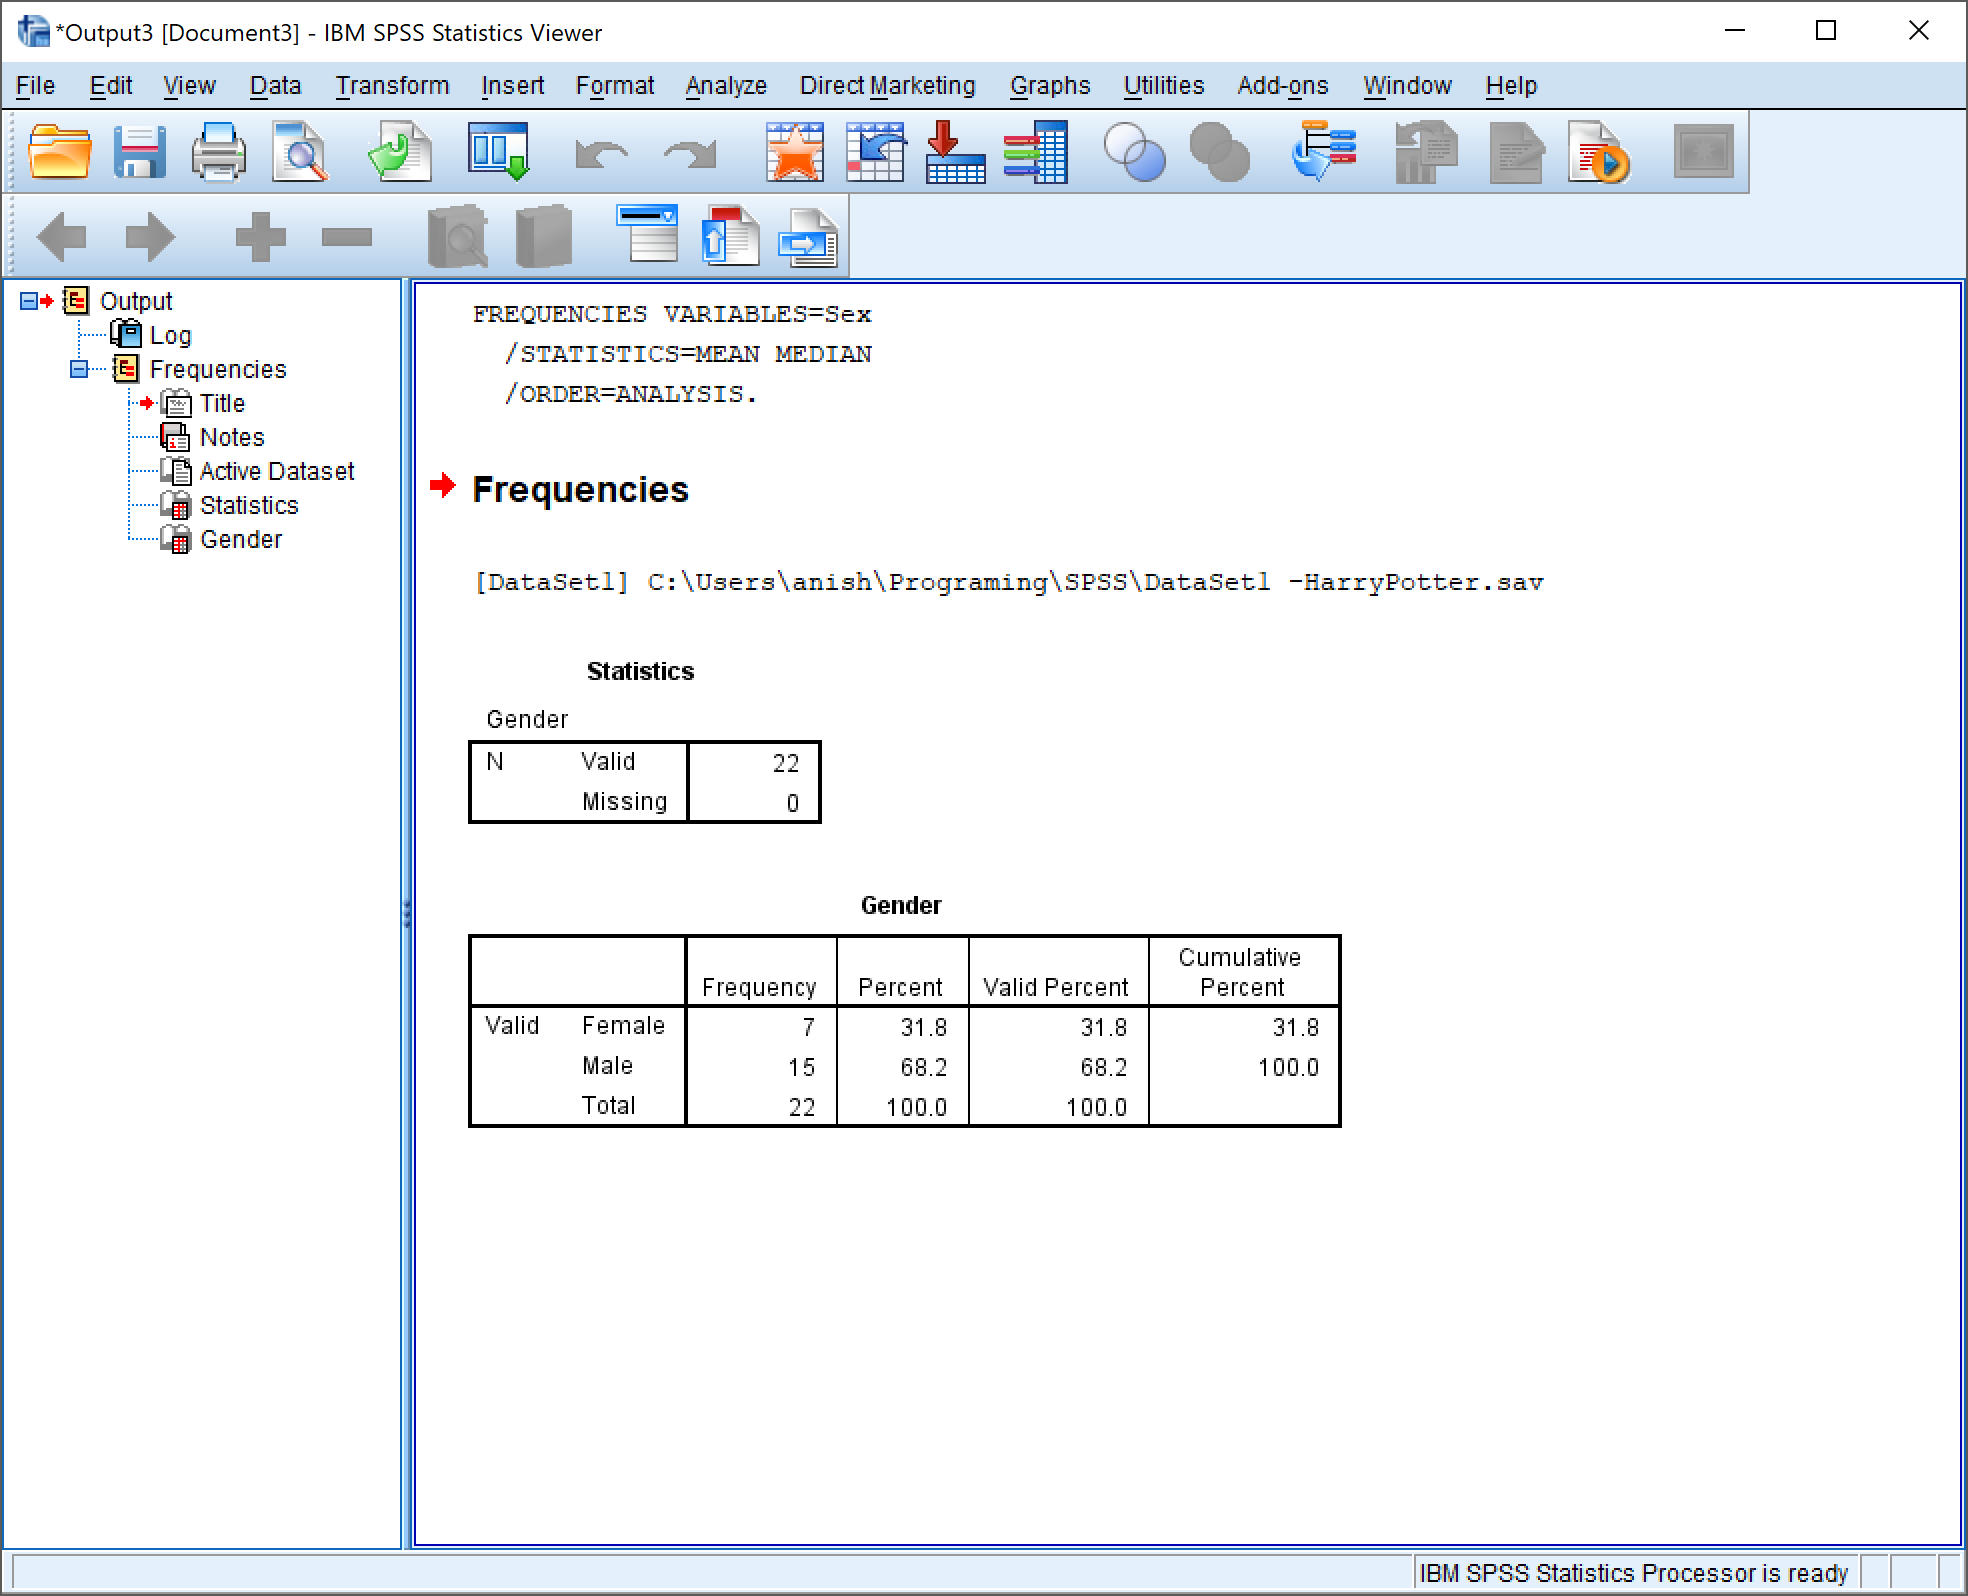 *Output3 [Document3] - IBM SPSS Statistics Viewer
File Edit View Data Transform Insert Format Analyze Direct Marketing Graphs Utilities Add-ons Window Help
Output
Log
Frequencies
Title
Notes
Active Dataset
Statistics
Gender
FREQUENCIES VARIABLES=Sex
/STATISTICS=MEAN MEDIAN
/ORDER=ANALYSIS.
Frequencies
[DataSet1] C:\Users\anish\Programing\SPSS\DataSet1 -HarryPotter.sav
Statistics
Gender
N Valid 22
Missing 0
Gender
Frequency Percent Valid Percent Cumulative Percent
Valid Female 7 31.8 31.8 31.8
Male 15 68.2 68.2 100.0
Total 22 100.0 100.0
IBM SPSS Statistics Processor is ready